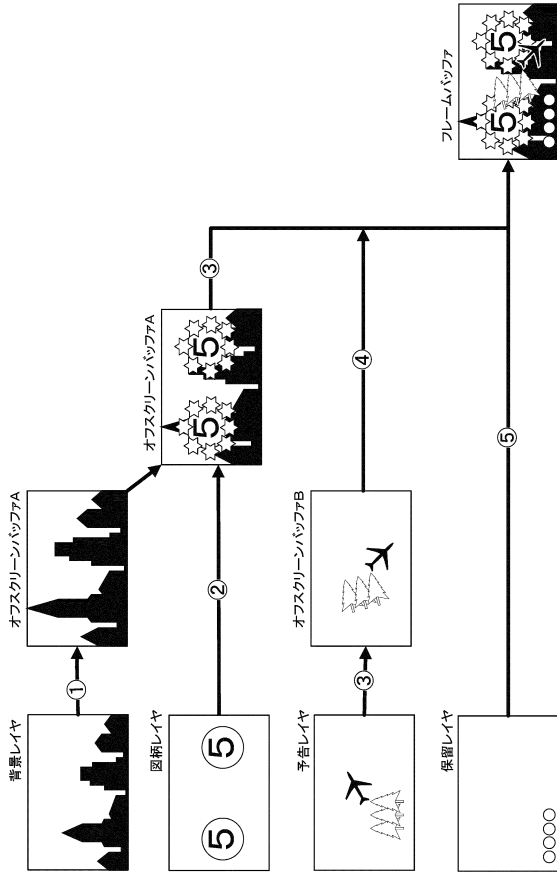 背景レイヤ
①
オフスクリーンバッファA
図柄レイヤ
5 5
②
オフスクリーンバッファA
5 5
③
予告レイヤ
③
オフスクリーンバッファB
④
保留レイヤ
⑤
フレームバッファ
5 5